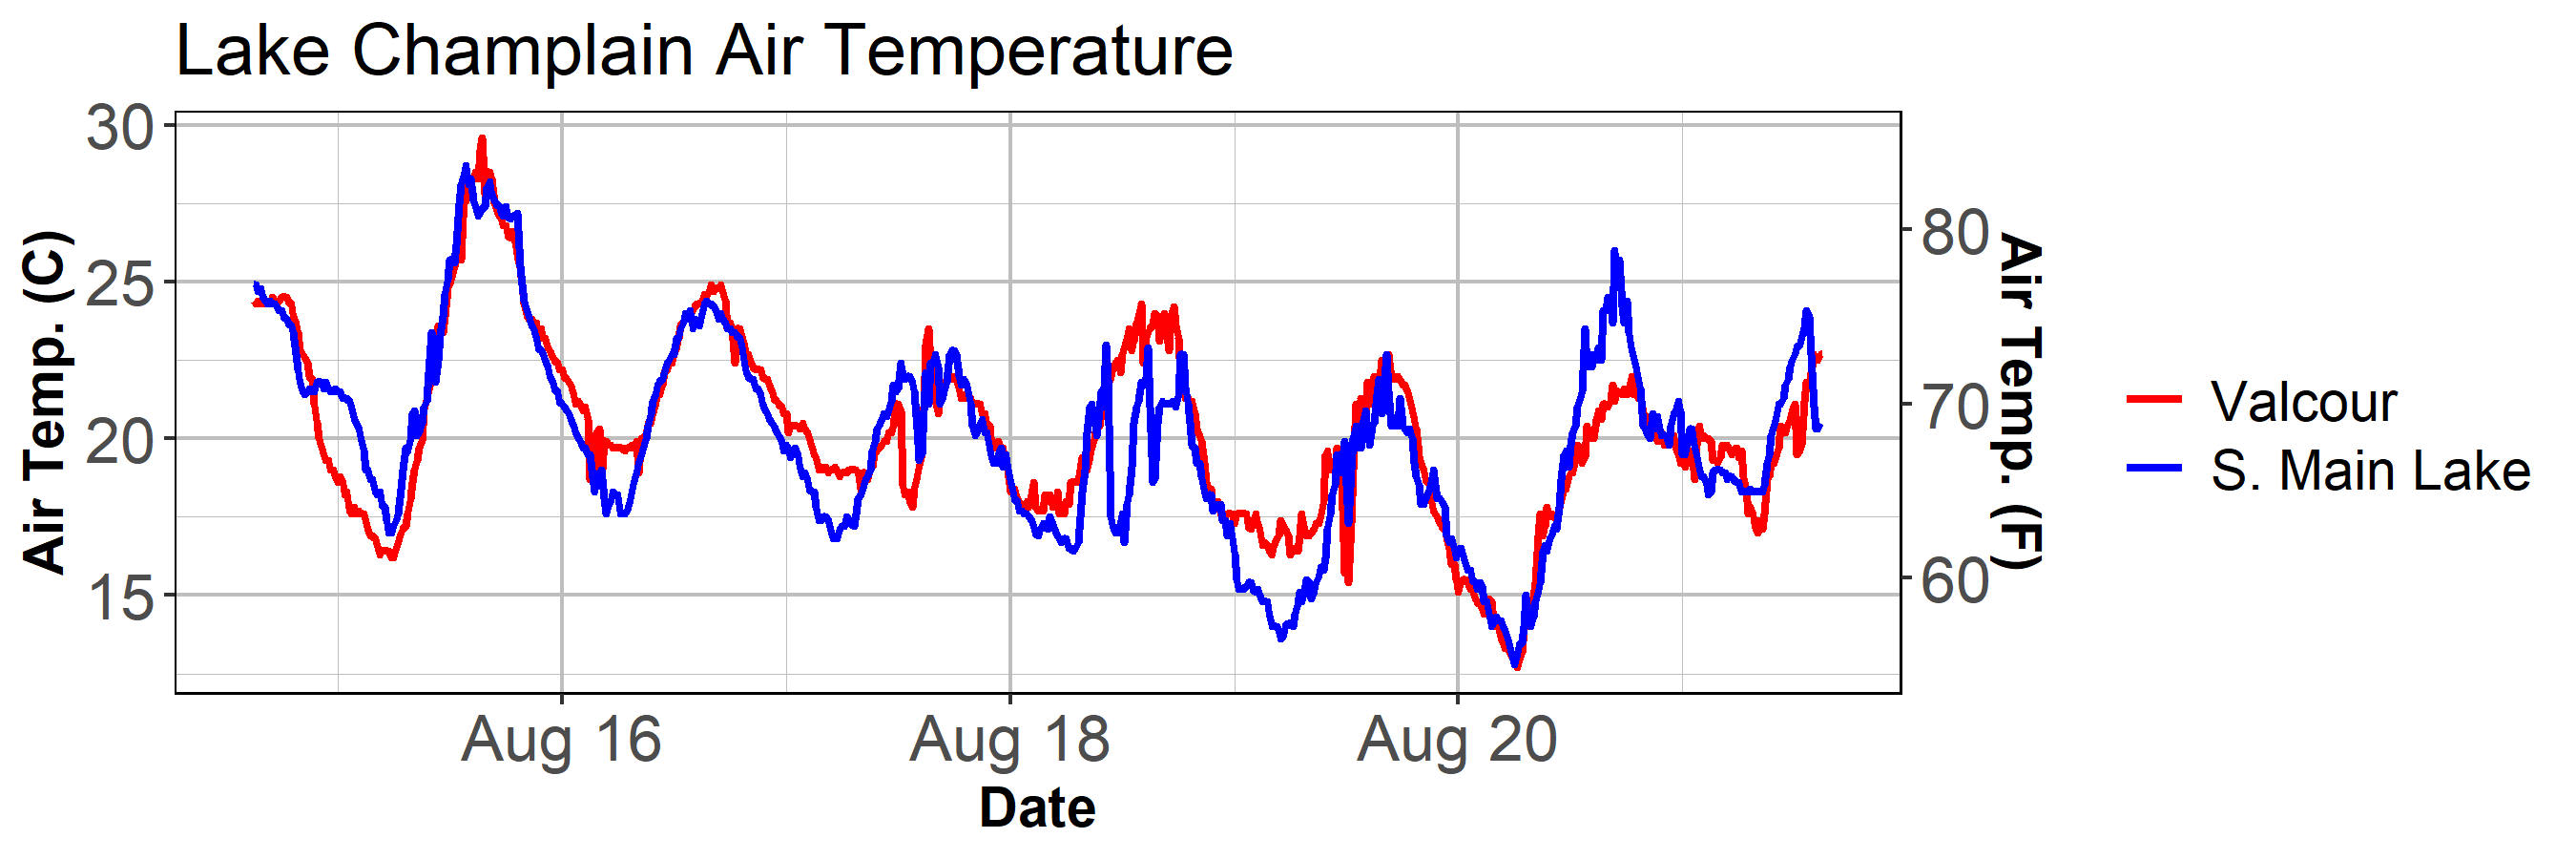 Lake Champlain Air Temperature
Air Temp. (C)
30
25
20
15
80
70
60
Air Temp. (F)
Aug 16
Aug 18
Aug 20
Date
Valcour
S. Main Lake